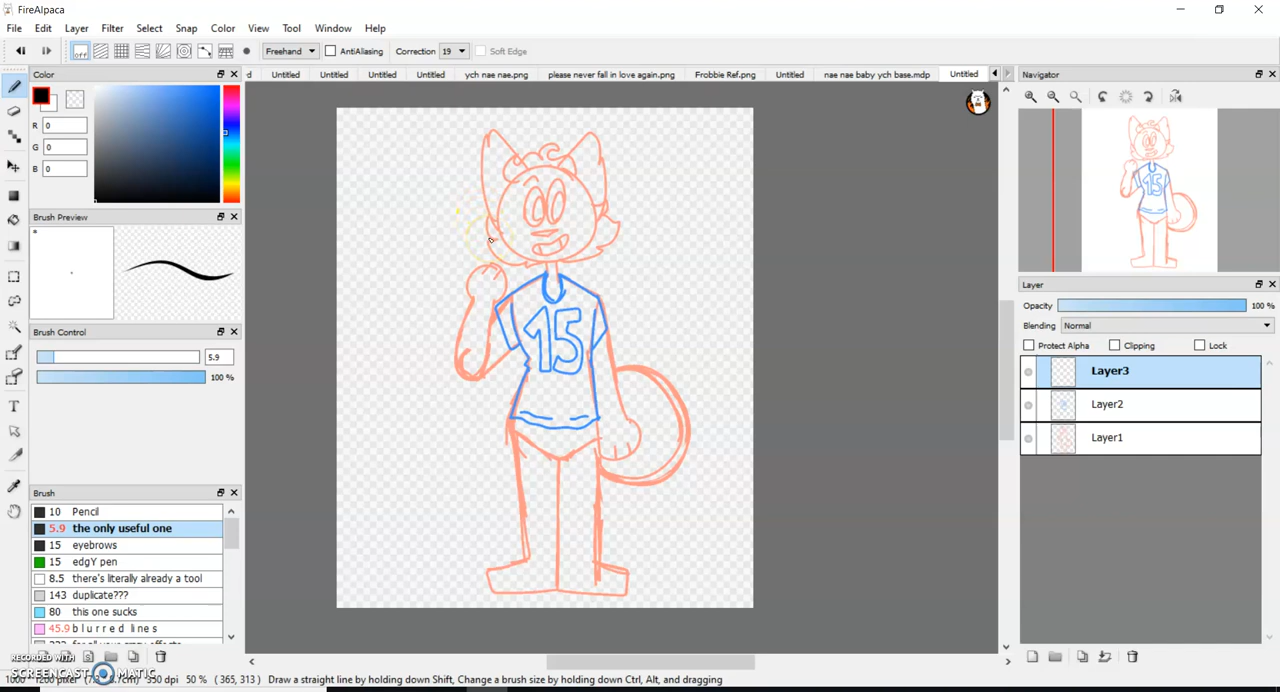 FireAlpaca
File Edit Layer Filter Select Snap Color View Tool Window Help
off Freehand AntiAliasing Correction 19 Soft Edge
Color
d Untitled Untitled Untitled Untitled ych nae nae.png please never fall in love again.png Frobbie Ref.png Untitled nae nae baby ych base.mdp Untitled
Navigator
R 0
G 0
B 0
Brush Preview
15
15
Layer
Opacity 100 %
Blending Normal
Protect Alpha Clipping Lock
Layer3
Layer2
Layer1
Brush Control
5.9
100 %
Brush
10 Pencil
5.9 the only useful one
15 eyebrows
15 edgY pen
8.5 there's literally already a tool
143 duplicate???
80 this one sucks
45.9 b l u r r e d l i n e s
RECORDED WITH
SCREENCAST MATIC
50 % ( 365, 313 ) Draw a straight line by holding down Shift, Change a brush size by holding down Ctrl, Alt, and dragging